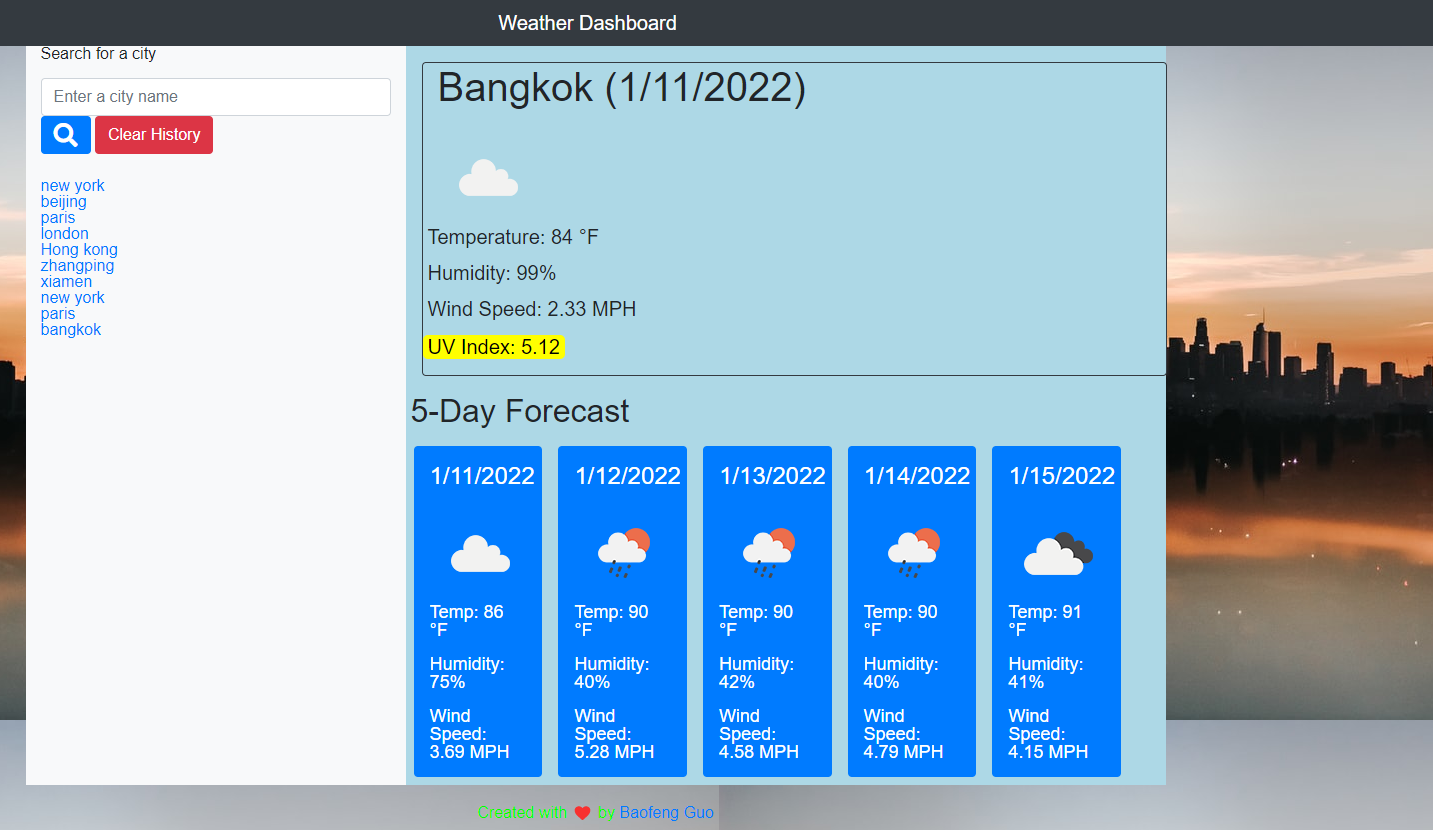 Weather Dashboard
Search for a city
Enter a city name
Clear History
new york
beijing
paris
london
Hong kong
zhangping
xiamen
new york
paris
bangkok
Bangkok (1/11/2022)
Temperature: 84 °F
Humidity: 99%
Wind Speed: 2.33 MPH
UV Index: 5.12
5-Day Forecast
1/11/2022
Temp: 86
°F
Humidity:
75%
Wind
Speed:
3.69 MPH
1/12/2022
Temp: 90
°F
Humidity:
40%
Wind
Speed:
5.28 MPH
1/13/2022
Temp: 90
°F
Humidity:
42%
Wind
Speed:
4.58 MPH
1/14/2022
Temp: 90
°F
Humidity:
40%
Wind
Speed:
4.79 MPH
1/15/2022
Temp: 91
°F
Humidity:
41%
Wind
Speed:
4.15 MPH
Created with ❤️ by Baofeng Guo